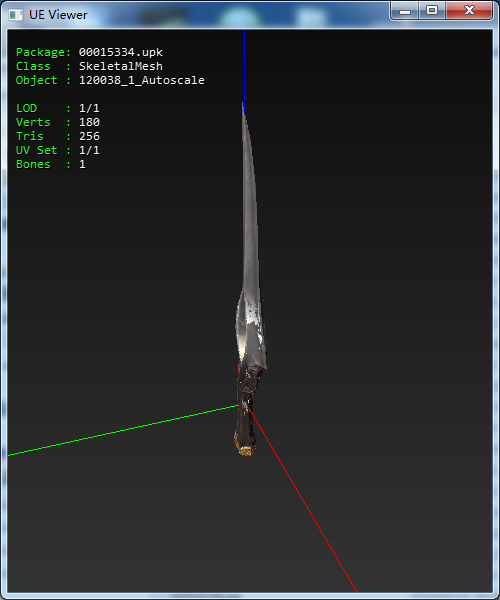 UE Viewer
Package: 00015334.upk
Class : SkeletalMesh
Object : 120038_1_Autoscale
LOD : 1/1
Verts : 180
Tris : 256
UV Set : 1/1
Bones : 1